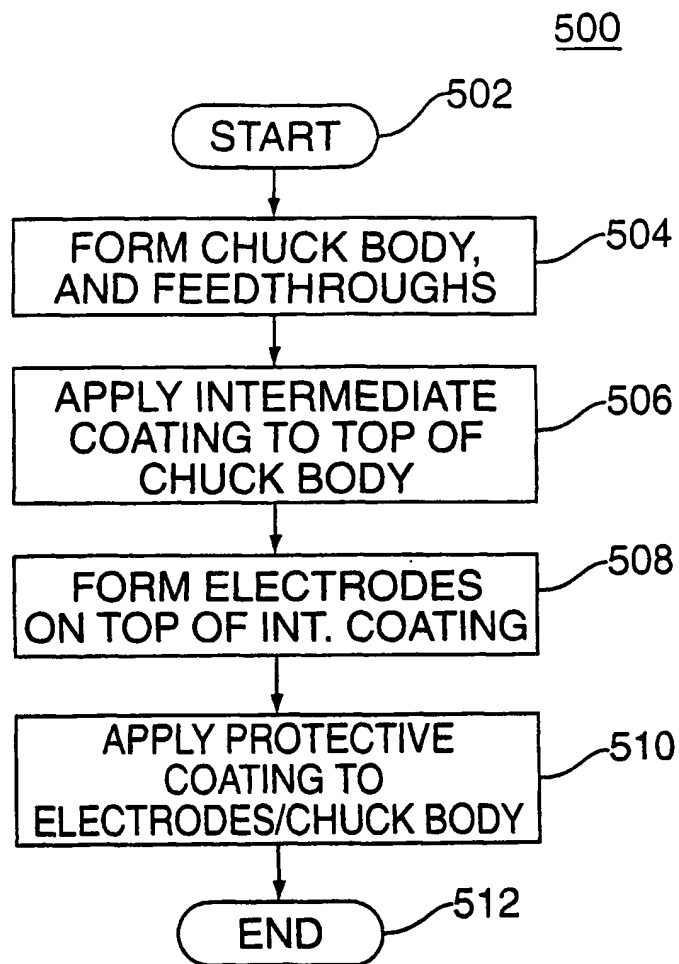 500
START
502
FORM CHUCK BODY,
AND FEEDTHROUGHS
504
APPLY INTERMEDIATE
COATING TO TOP OF
CHUCK BODY
506
FORM ELECTRODES
ON TOP OF INT. COATING
508
APPLY PROTECTIVE
COATING TO
ELECTRODES/CHUCK BODY
510
END
512